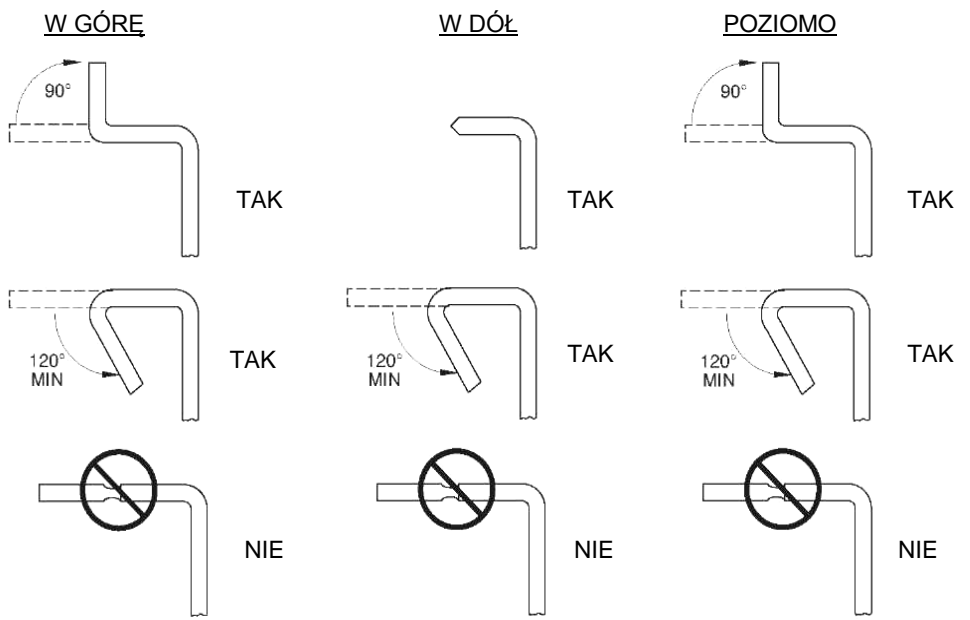 W GÓRĘ W DÓŁ POZIOMO
90° 90°
TAK TAK TAK
120° MIN TAK 120° MIN TAK 120° MIN TAK
NIE NIE NIE